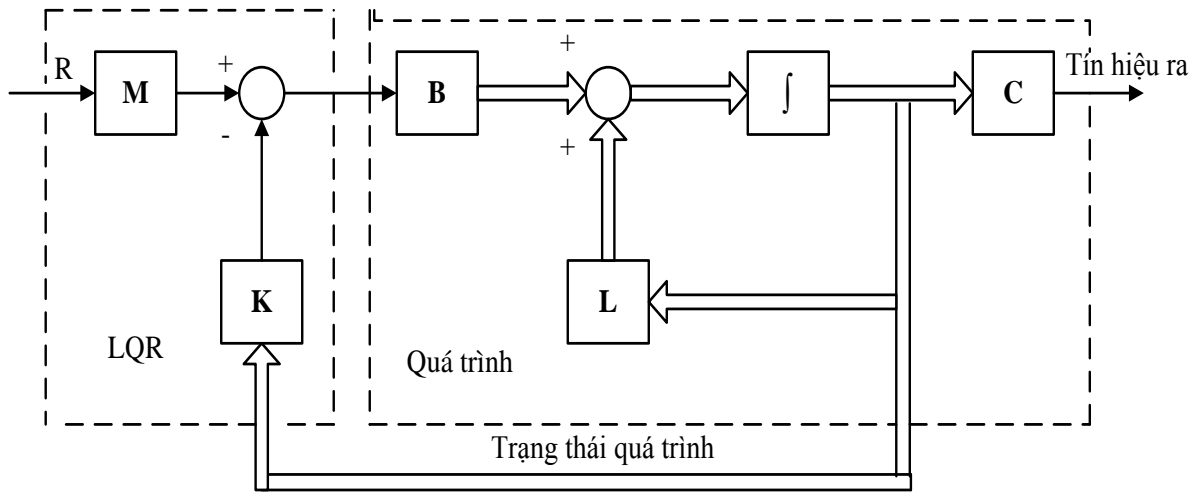 R
M
+
-
B
+
+
∫
C
Tín hiệu ra
K
L
LQR
Quá trình
Trạng thái quá trình